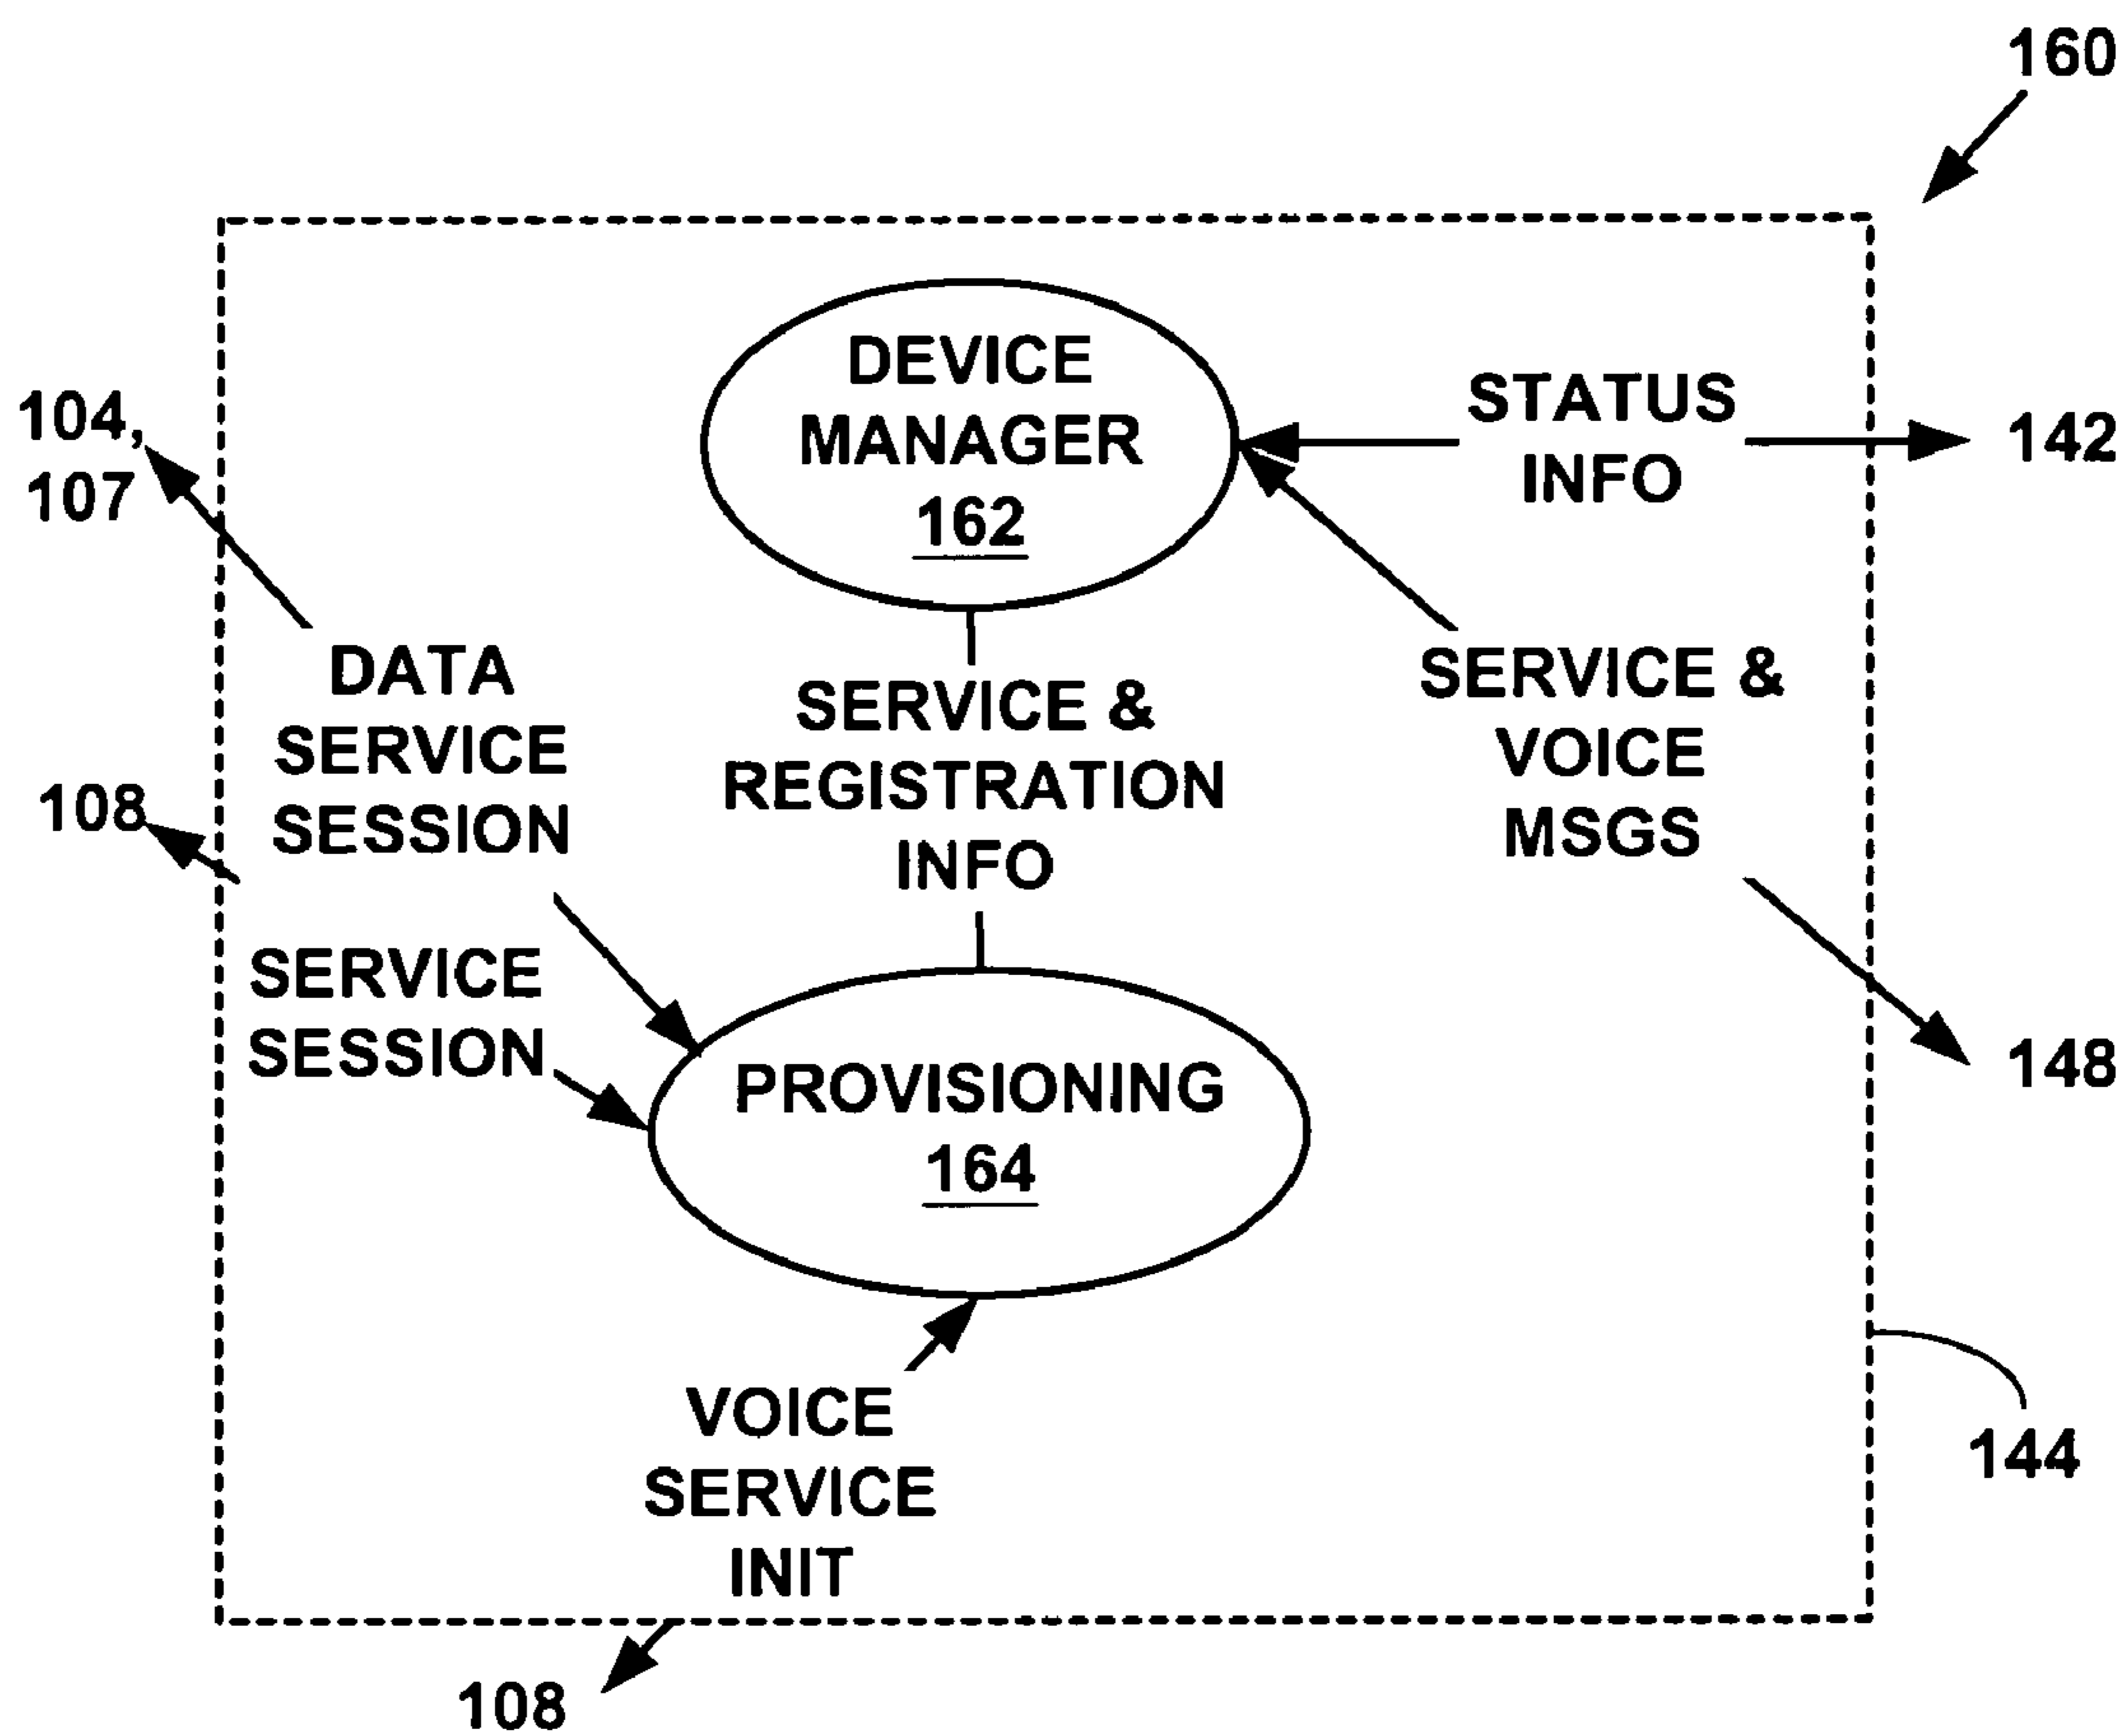 160
DEVICE
MANAGER
162
STATUS
INFO
142
104,
107
DATA
SERVICE
SESSION
SERVICE &
REGISTRATION
INFO
SERVICE &
VOICE
MSGS
108
SERVICE
SESSION
PROVISIONING
164
148
VOICE
SERVICE
INIT
144
108